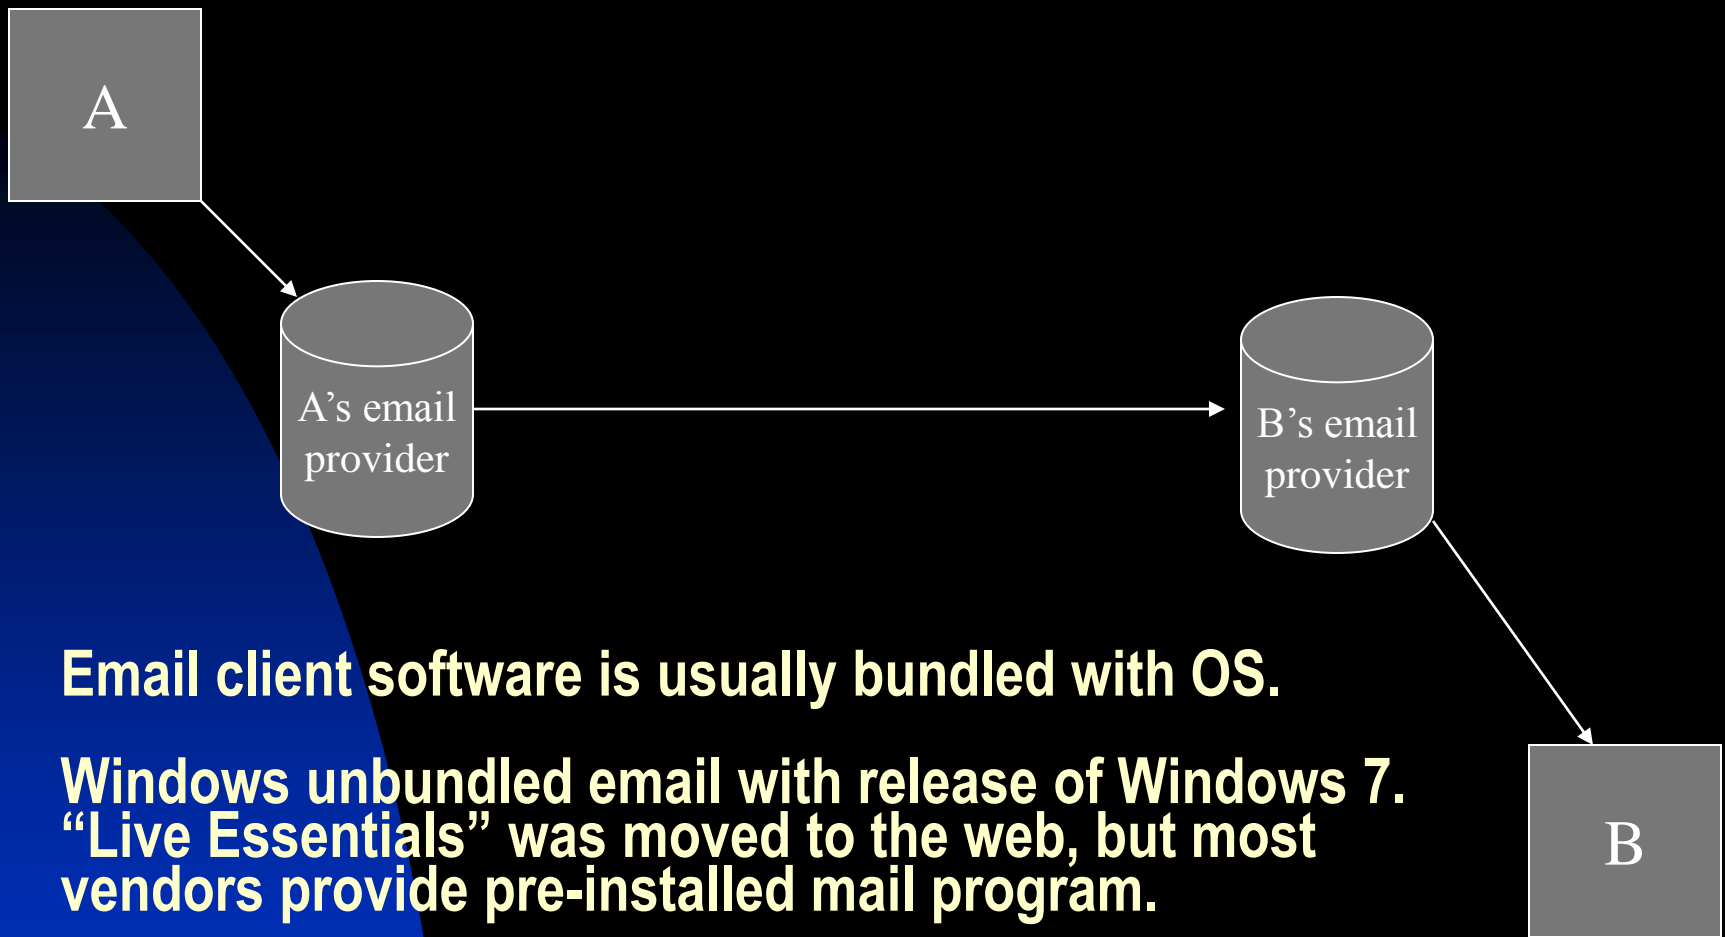 A
A’s email
provider
B’s email
provider
Email client software is usually bundled with OS.
Windows unbundled email with release of Windows 7.
“Live Essentials” was moved to the web, but most
vendors provide pre-installed mail program.
B